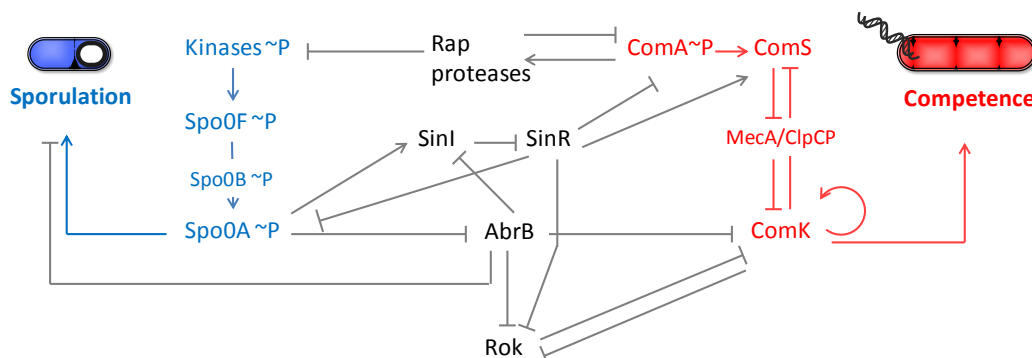 Kinases ~P
Rap
proteases
ComA~P
ComS
Sporulation
Competence
Spo0F ~P
SinI
SinR
MecA/ClpCP
Spo0B ~P
Spo0A ~P
AbrB
ComK
Rok